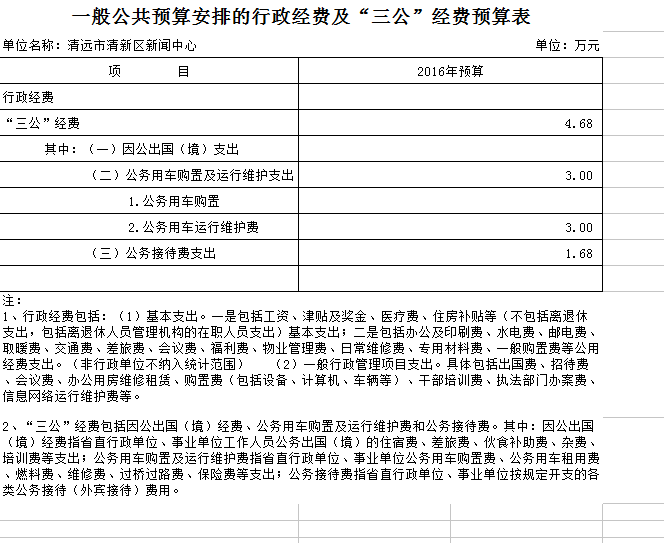 一般公共预算安排的行政经费及“三公”经费预算表
单位名称：清远市清新区新闻中心 单位：万元
项 目 2016年预算
行政经费
“三公”经费 4.68
其中：（一）因公出国（境）支出
（二）公务用车购置及运行维护支出 3.00
1.公务用车购置
2.公务用车运行维护费 3.00
（三）公务接待费支出 1.68
注：
1、行政经费包括：（1）基本支出。一是包括工资、津贴及奖金、医疗费、住房补贴等（不包括离退休
支出，包括离退休人员管理机构的在职人员支出）基本支出；二是包括办公及印刷费、水电费、邮电费、
取暖费、交通费、差旅费、会议费、福利费、物业管理费、日常维修费、专用材料费、一般购置费等公用
经费支出。（非行政单位不纳入统计范围） （2）一般行政管理项目支出。具体包括出国费、招待费
、会议费、办公用房维修租赁、购置费（包括设备、计算机、车辆等）、干部培训费、执法部门办案费、
信息网络运行维护费等。
2、“三公”经费包括因公出国（境）经费、公务用车购置及运行维护费和公务接待费。其中：因公出国
（境）经费指省直行政单位、事业单位工作人员公务出国（境）的住宿费、差旅费、伙食补助费、杂费、
培训费等支出；公务用车购置及运行维护费指省直行政单位、事业单位公务用车购置费、公务用车租用费
、燃料费、维修费、过桥过路费、保险费等支出；公务接待费指省直行政单位、事业单位按规定开支的各
类公务接待（外宾接待）费用。